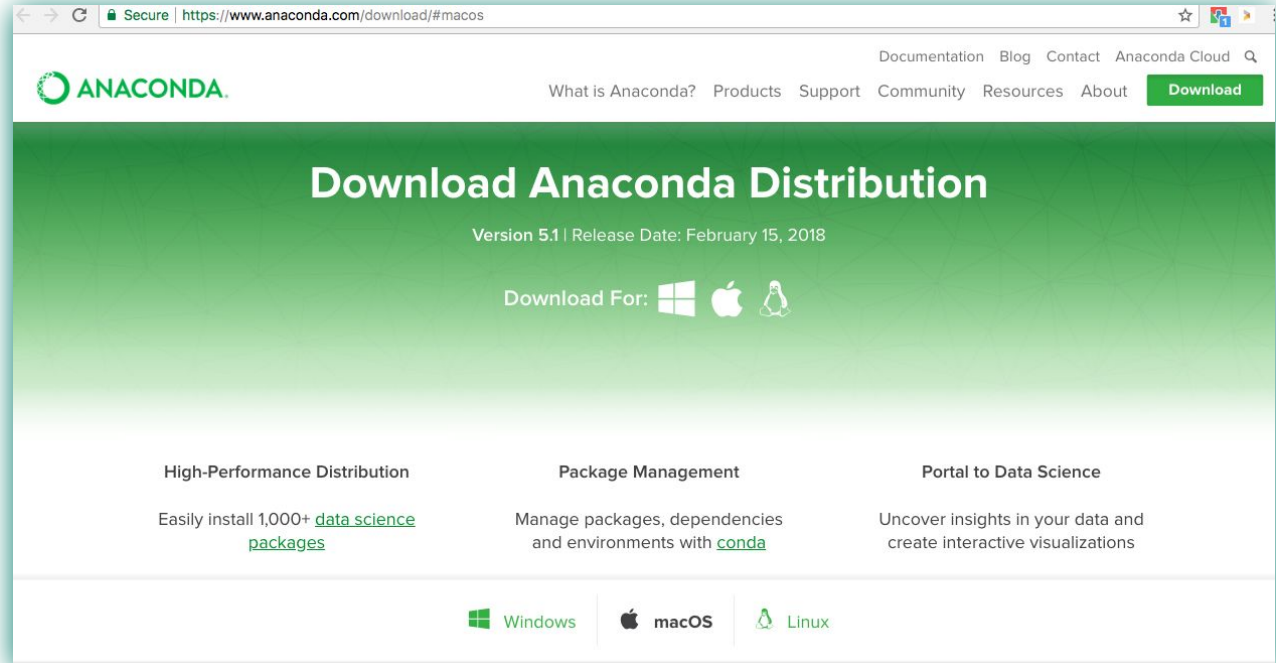 Secure | https://www.anaconda.com/download/#macos
1
Documentation Blog Contact Anaconda Cloud
ANACONDA.
What is Anaconda? Products Support Community Resources About Download
Download Anaconda Distribution
Version 5.1 | Release Date: February 15, 2018
Download For:
High-Performance Distribution
Easily install 1,000+ data science
packages
Package Management
Manage packages, dependencies
and environments with conda
Portal to Data Science
Uncover insights in your data and
create interactive visualizations
Windows macOS Linux